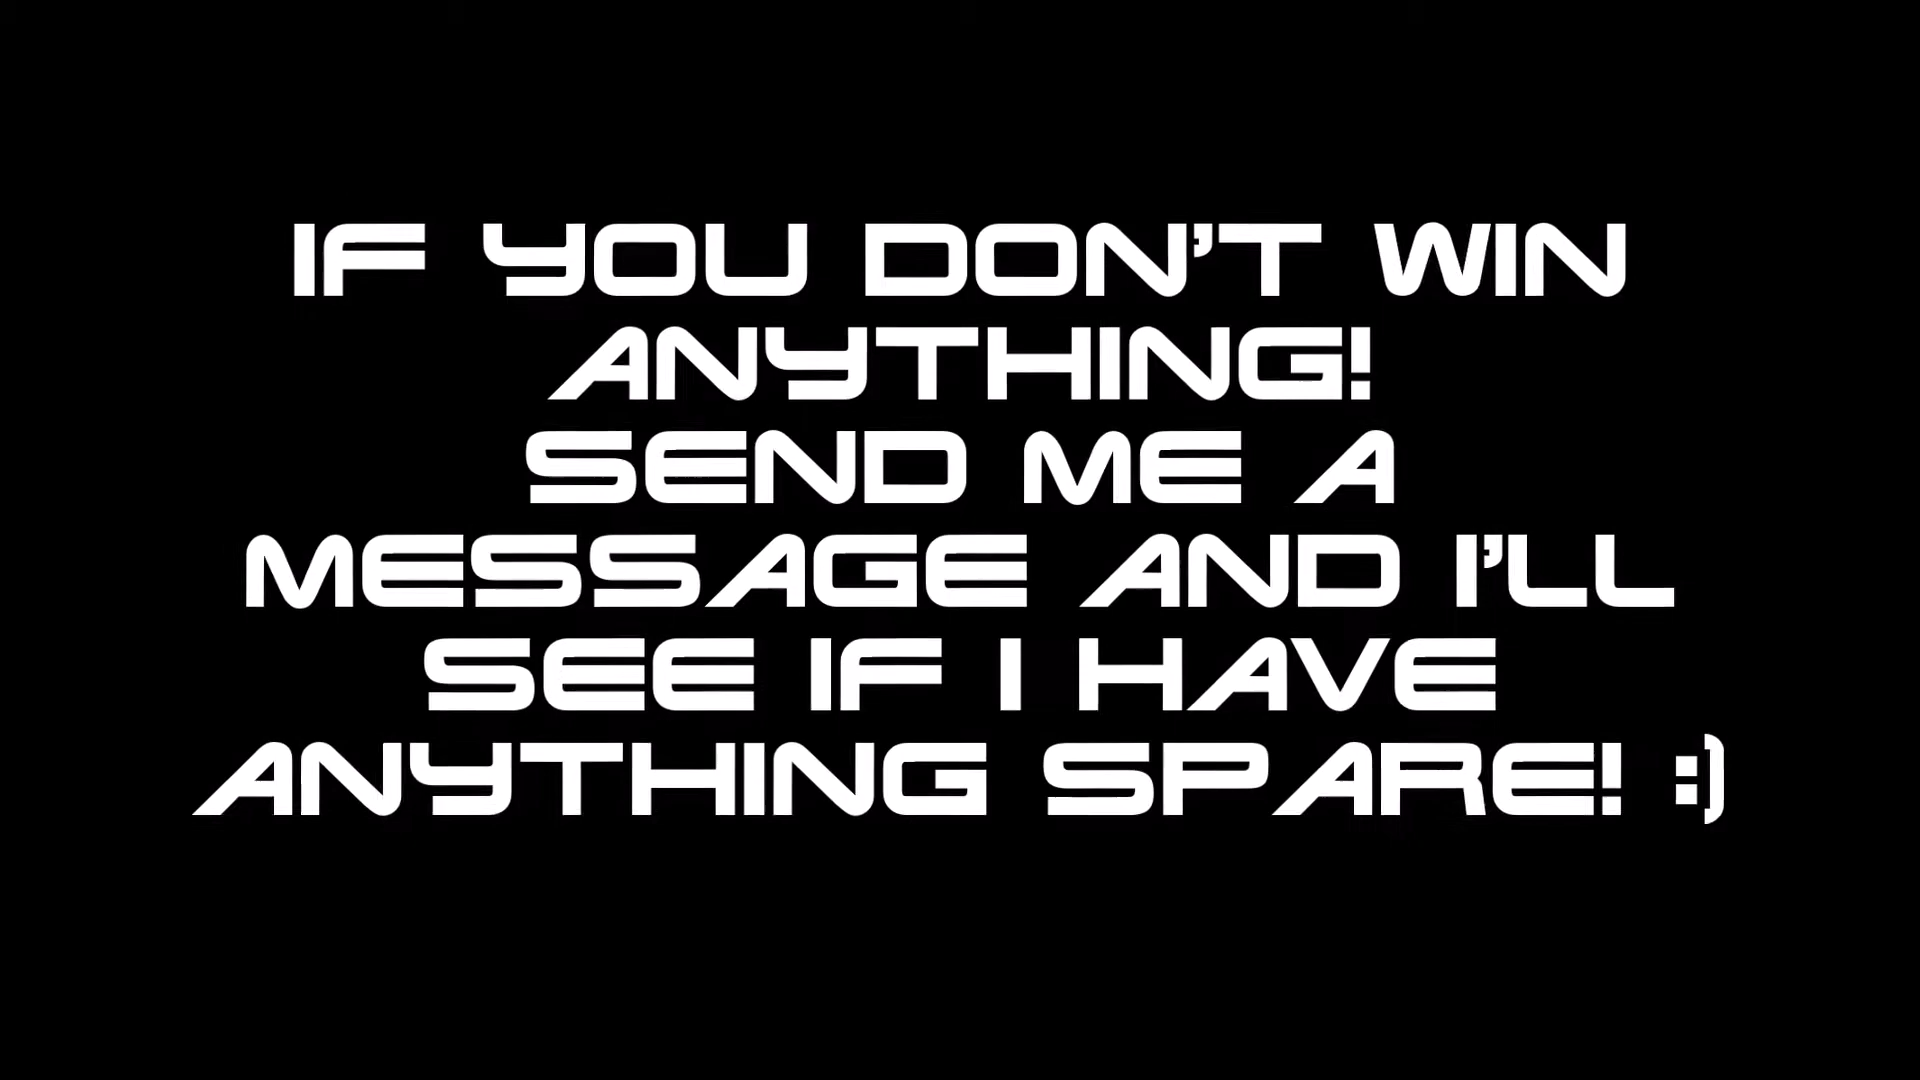 IF YOU DON'T WIN
ANYTHING!
SEND ME A
MESSAGE AND I'LL
SEE IF I HAVE
ANYTHING SPARE! :)